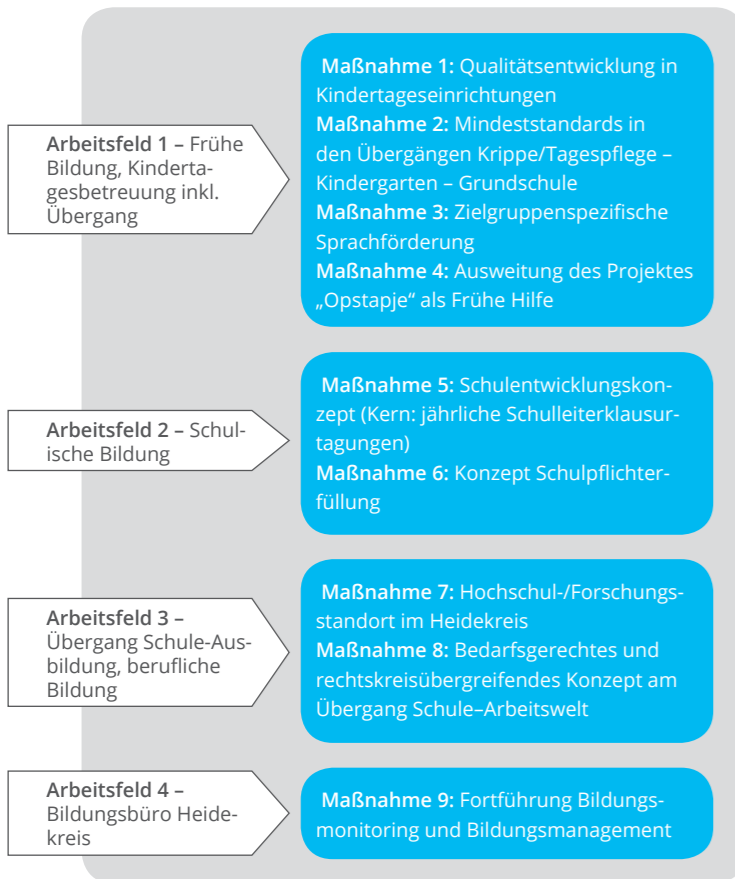 Arbeitsfeld 1 – Frühe
Bildung, Kinderta-
gesbetreuung inkl.
Übergang
Maßnahme 1: Qualitätsentwicklung in
Kindertageseinrichtungen
Maßnahme 2: Mindeststandards in
den Übergängen Krippe/Tagespflege –
Kindergarten – Grundschule
Maßnahme 3: Zielgruppenspezifische
Sprachförderung
Maßnahme 4: Ausweitung des Projektes
„Opstapje“ als Frühe Hilfe
Arbeitsfeld 2 – Schul-
ische Bildung
Maßnahme 5: Schulentwicklungskon-
zept (Kern: jährliche Schulleiterklausur-
tagungen)
Maßnahme 6: Konzept Schulpflichter-
füllung
Arbeitsfeld 3 –
Übergang Schule-Aus-
bildung, berufliche
Bildung
Maßnahme 7: Hochschul-/Forschungs-
standort im Heidekreis
Maßnahme 8: Bedarfsgerechtes und
rechtskreisübergreifendes Konzept am
Übergang Schule–Arbeitswelt
Arbeitsfeld 4 –
Bildungsbüro Heide-
kreis
Maßnahme 9: Fortführung Bildungs-
monitoring und Bildungsmanagement